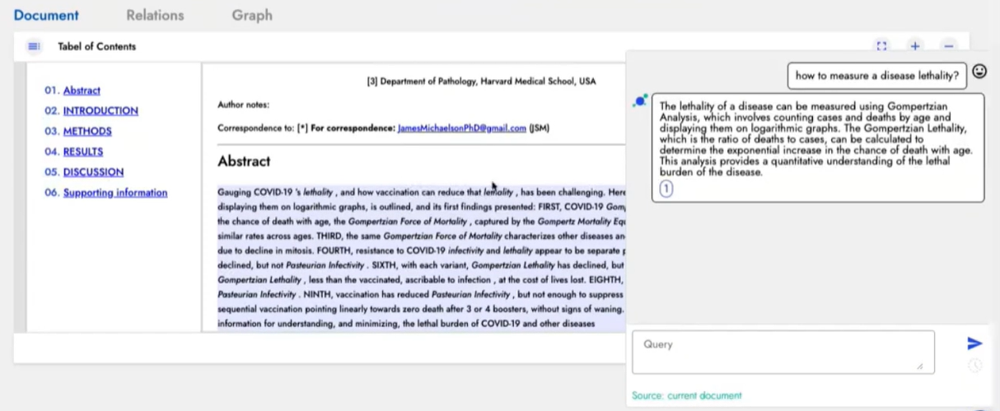 Document Relations Graph
Tabel of Contents
01. Abstract
02. INTRODUCTION
03. METHODS
04. RESULTS
05. DISCUSSION
06. Supporting information
[3] Department of Pathology, Harvard Medical School, USA
Author notes:
Correspondence to: [*] For correspondence: JamesMichaelsonPhD@gmail.com (JSM)
Abstract
Gauging COVID-19 's lethality , and how vaccination can reduce that lethality , has been challenging. Here
displaying them on logarithmic graphs, is outlined, and its first findings presented: FIRST, COVID-19
the chance of death with age, the Gompertzian Force of Mortality , captured by the Gompertz Mortality
similar rates across ages. THIRD, the same Gompertzian Force of Mortality characterizes other diseases
due to decline in mitosis. FOURTH, resistance to COVID-19 infectivity and lethality appear to be separate
declined, but not Pasteurian Infectivity . SIXTH, with each variant, Gompertzian Lethality has declined, but
Gompertzian Lethality , less than the vaccinated, ascribable to infection , at the cost of lives lost. EIGHTH,
Pasteurian Infectivity . NINTH, vaccination has reduced Pasteurian Infectivity , but not enough to suppress
sequential vaccination pointing linearly towards zero death after 3 or 4 boosters, without signs of waning.
information for understanding, and minimizing, the lethal burden of COVID-19 and other diseases
how to measure a disease lethality?
The lethality of a disease can be measured using Gompertzian
Analysis, which involves counting cases and deaths by age and
displaying them on logarithmic graphs. The Gompertzian Lethality,
which is the ratio of deaths to cases, can be calculated to
determine the exponential increase in the chance of death with age.
This analysis provides a quantitative understanding of the lethal
burden of the disease.
1
Query
Source: current document